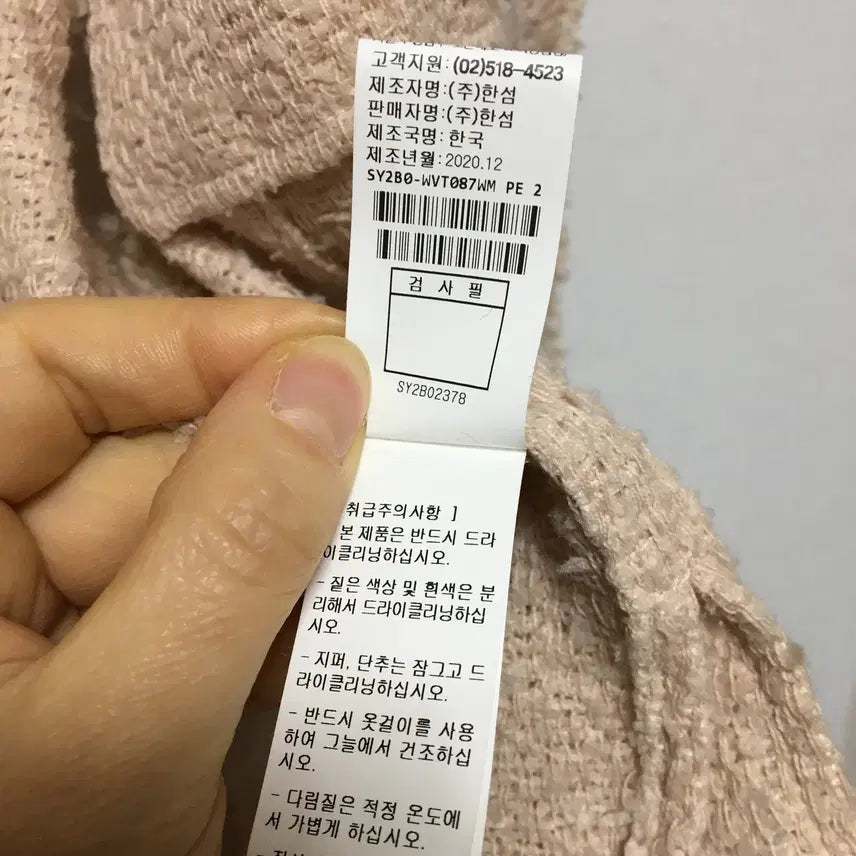 고객지원: (02)518-4523
제조자명:(주)한섬
판매자명:(주)한섬
제조국명: 한국
제조년월: 2020.12
SY2B0-WVT087WM PE 2
검 사 필
SY2B02378
취급주의사항 ]
본 제품은 반드시 드라
이클리닝하십시오.
- 짙은 색상 및 흰색은 분
리해서 드라이클리닝하십
시오.
- 지퍼, 단추는 잠그고 드
라이클리닝하십시오.
- 반드시 옷걸이를 사용
하여 그늘에서 건조하십
시오.
- 다림질은 적정 온도에
서 가볍게 하십시오.